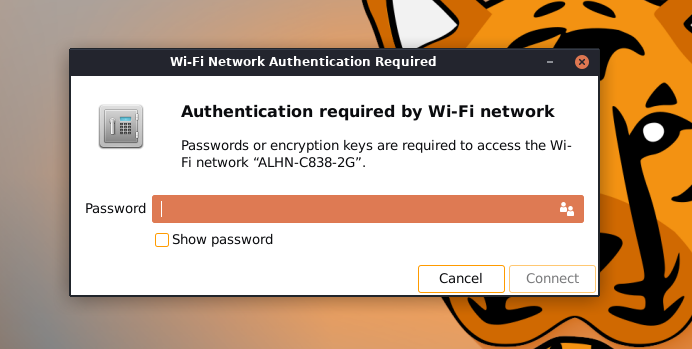 Wi-Fi Network Authentication Required
Authentication required by Wi-Fi network
Passwords or encryption keys are required to access the Wi-
Fi network “ALHN-C838-2G”.
Password
Show password
Cancel Connect